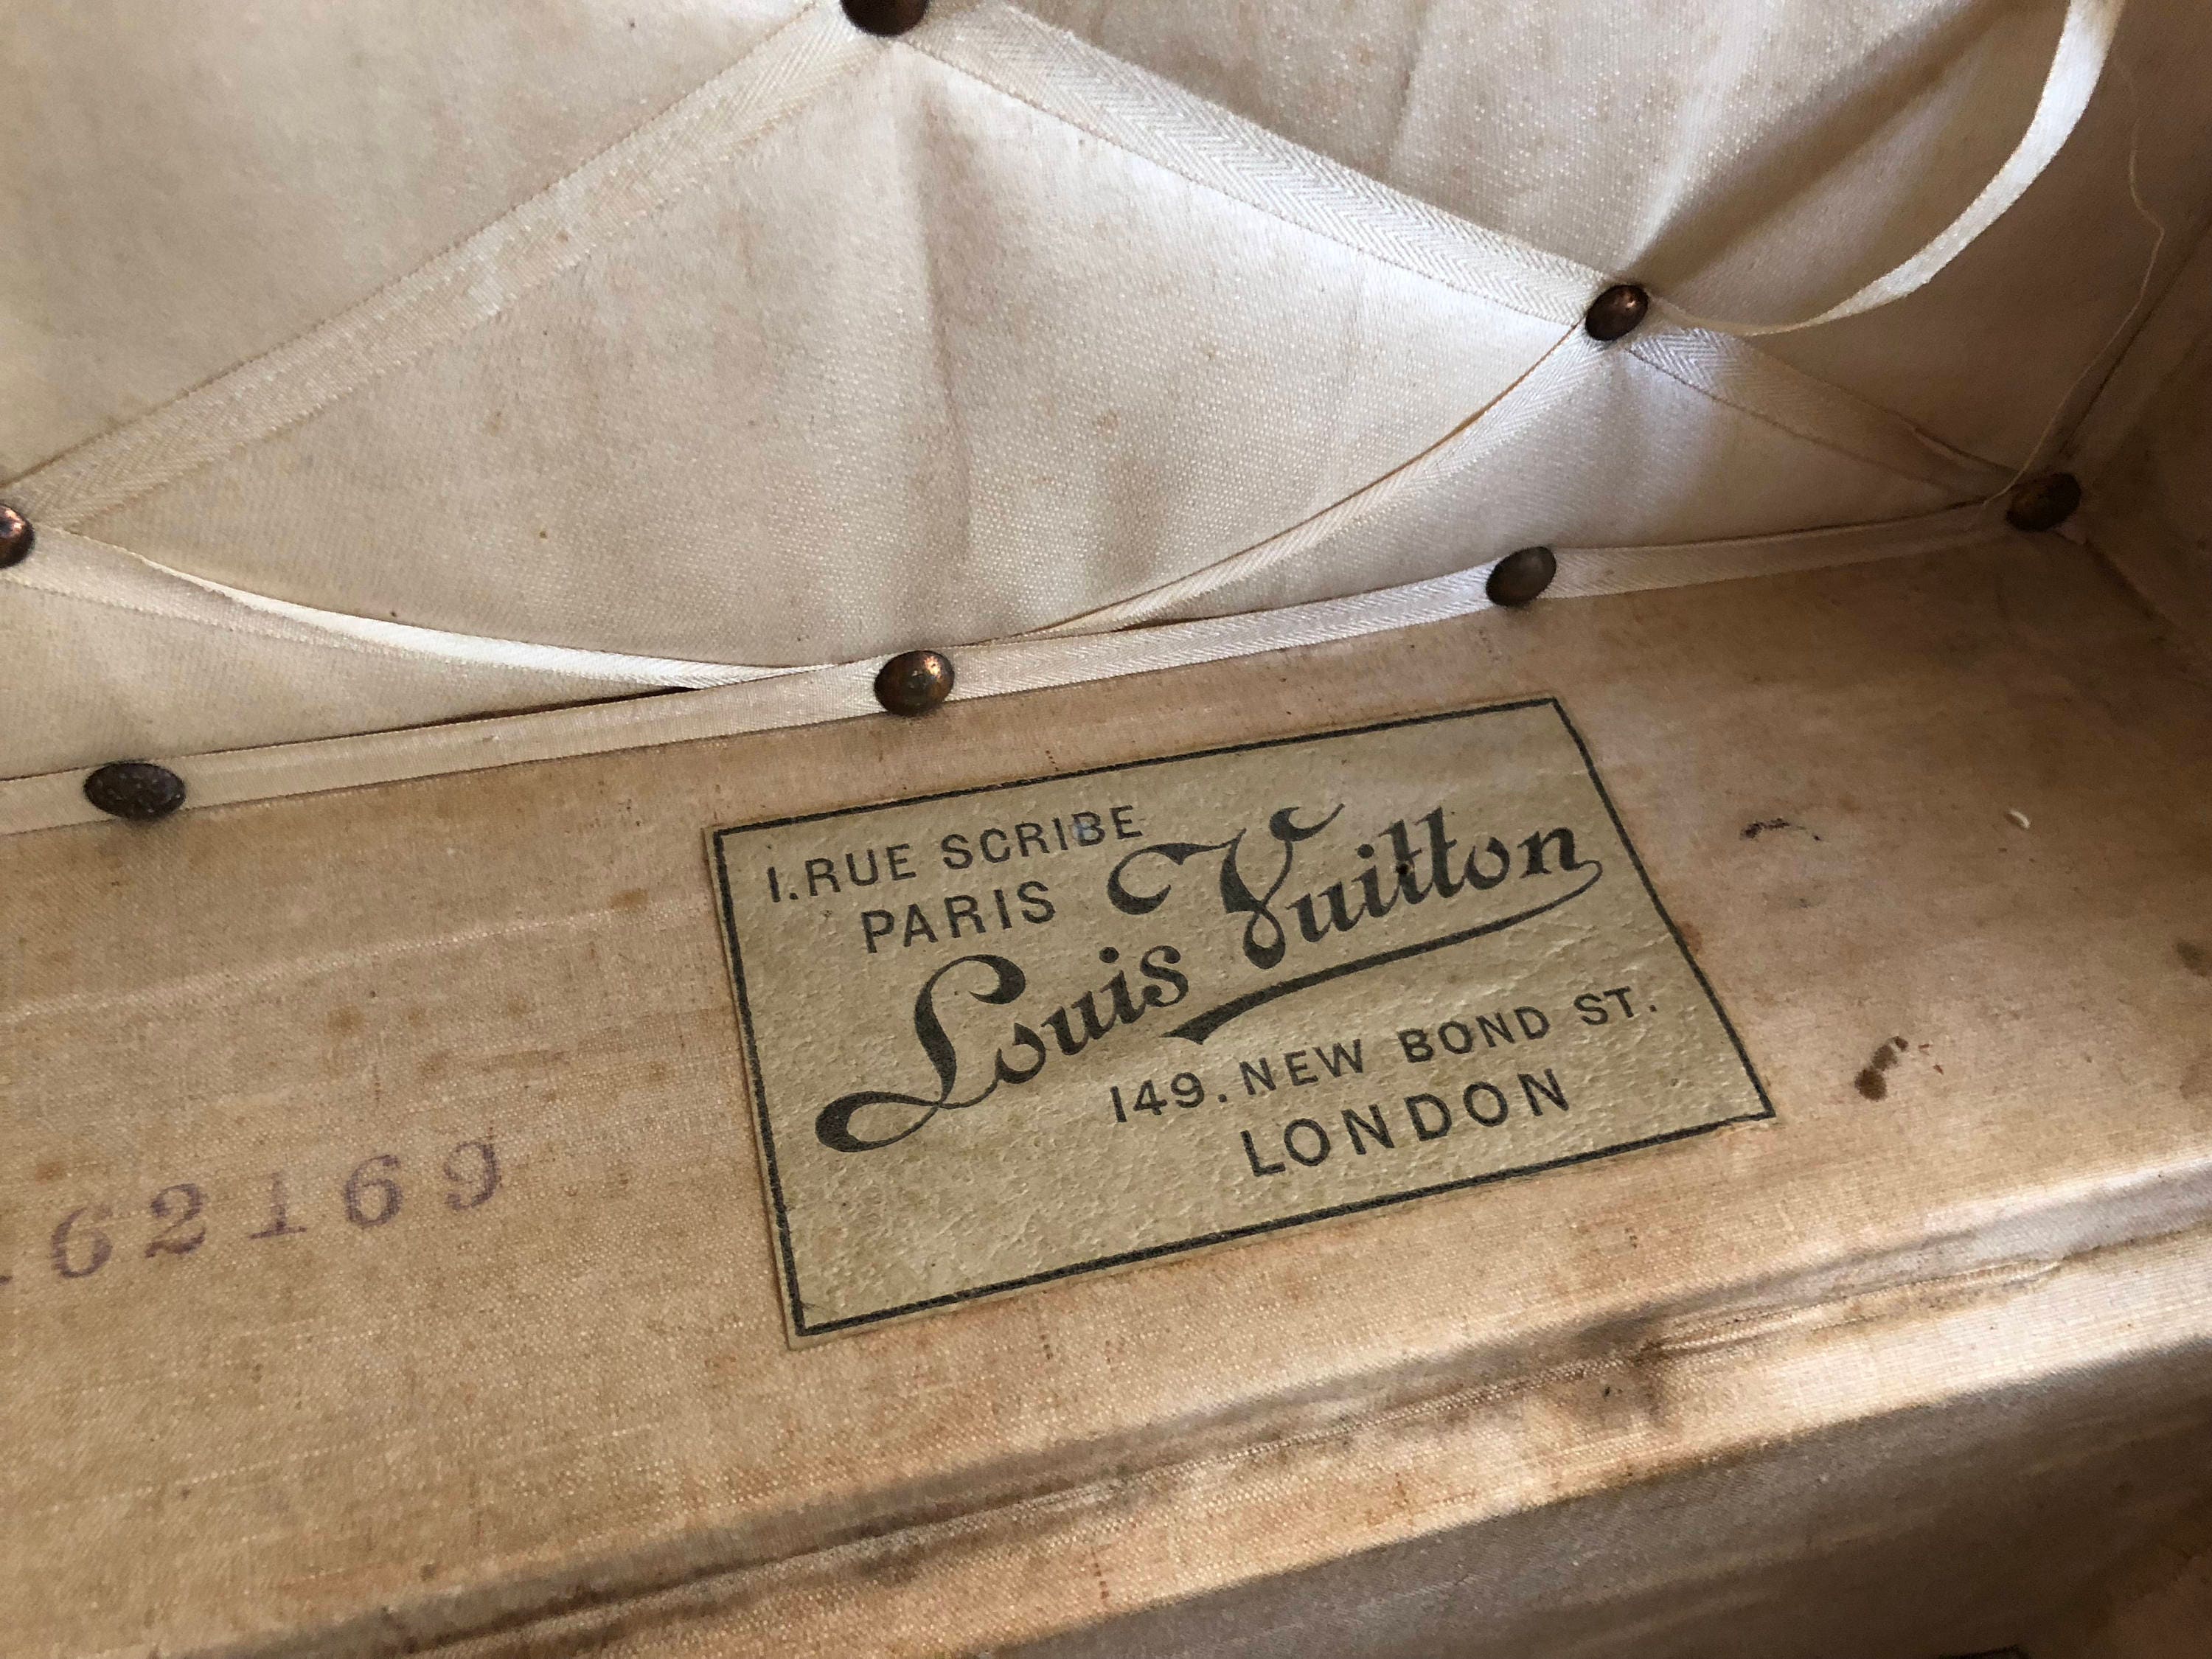 1. RUE SCRIBE
PARIS
Louis Vuitton
149. NEW BOND ST.
LONDON
62169